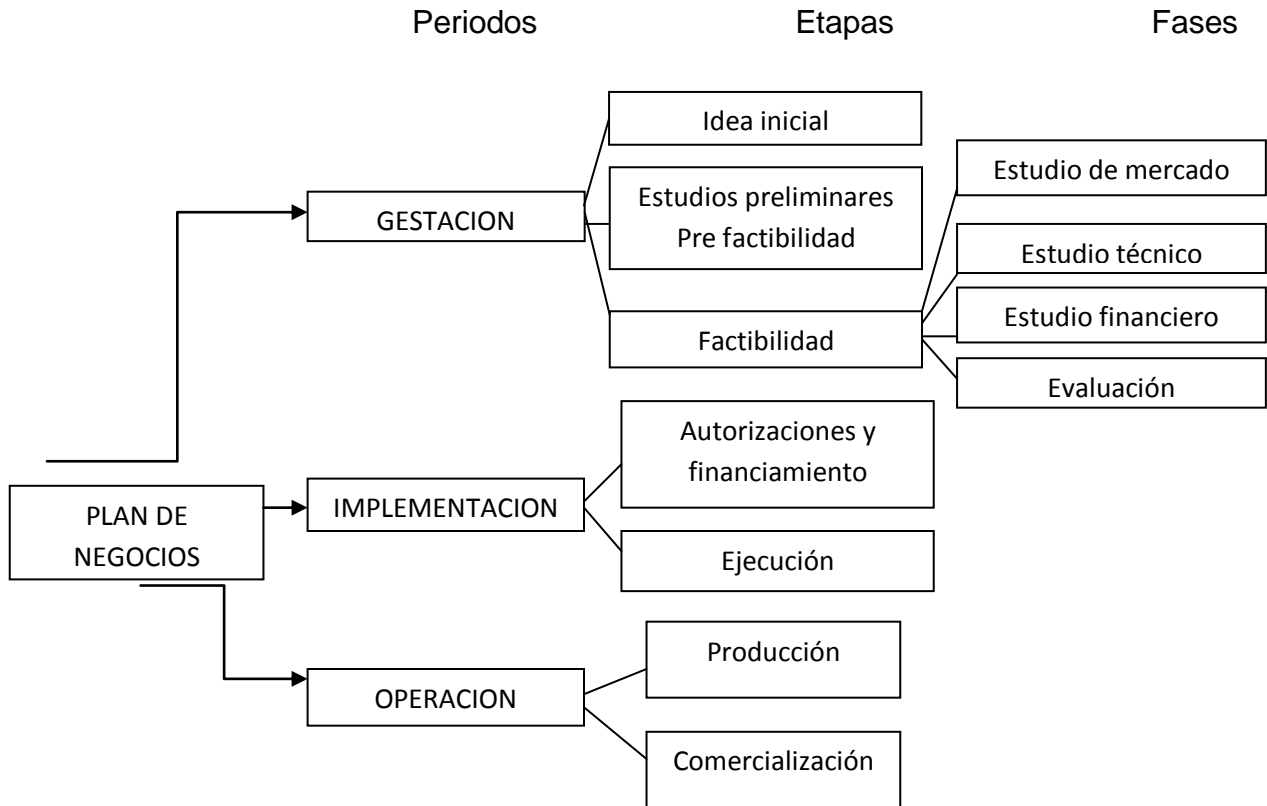 Periodos Etapas Fases
Idea inicial
Estudio de mercado
Estudios preliminares
Pre factibilidad
GESTACION
Estudio técnico
Estudio financiero
Factibilidad
Evaluación
Autorizaciones y
financiamiento
PLAN DE
NEGOCIOS
IMPLEMENTACION
Ejecución
Producción
OPERACION
Comercialización